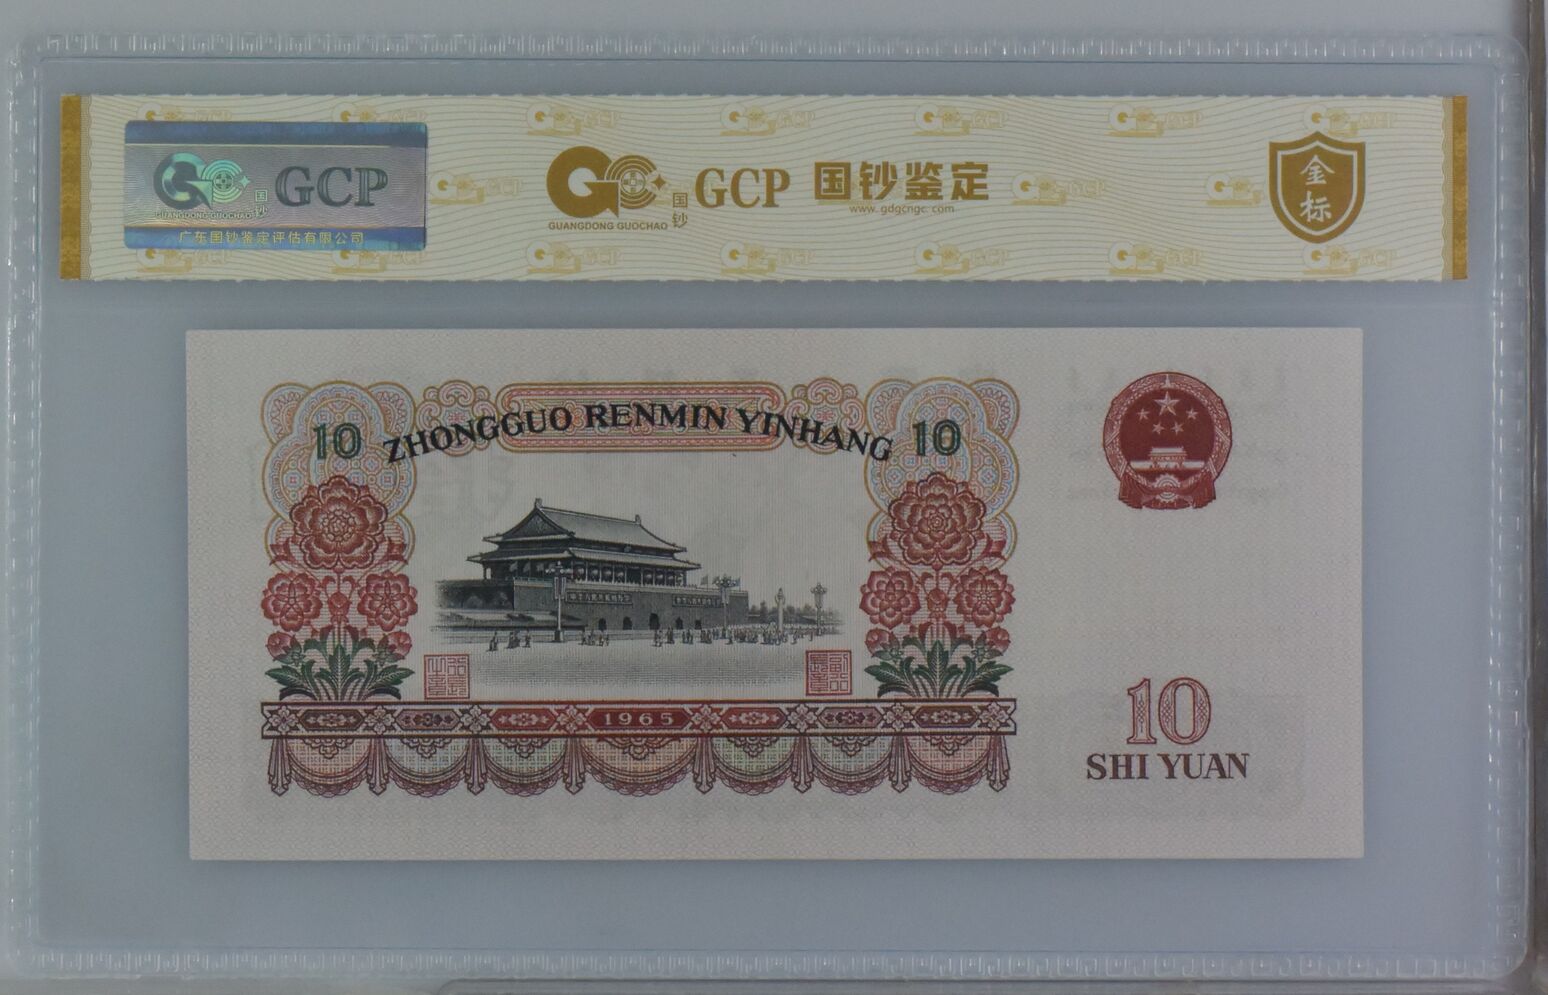 GCP
国钞
GUANGDONG GUOCHAO
广东国钞鉴定评估有限公司
GCP 国钞鉴定
国钞
GUANGDONG GUOCHAO
www.gdgcngc.com
金标
10 ZHONGGUO RENMIN YINHANG 10
1965
10
SHI YUAN